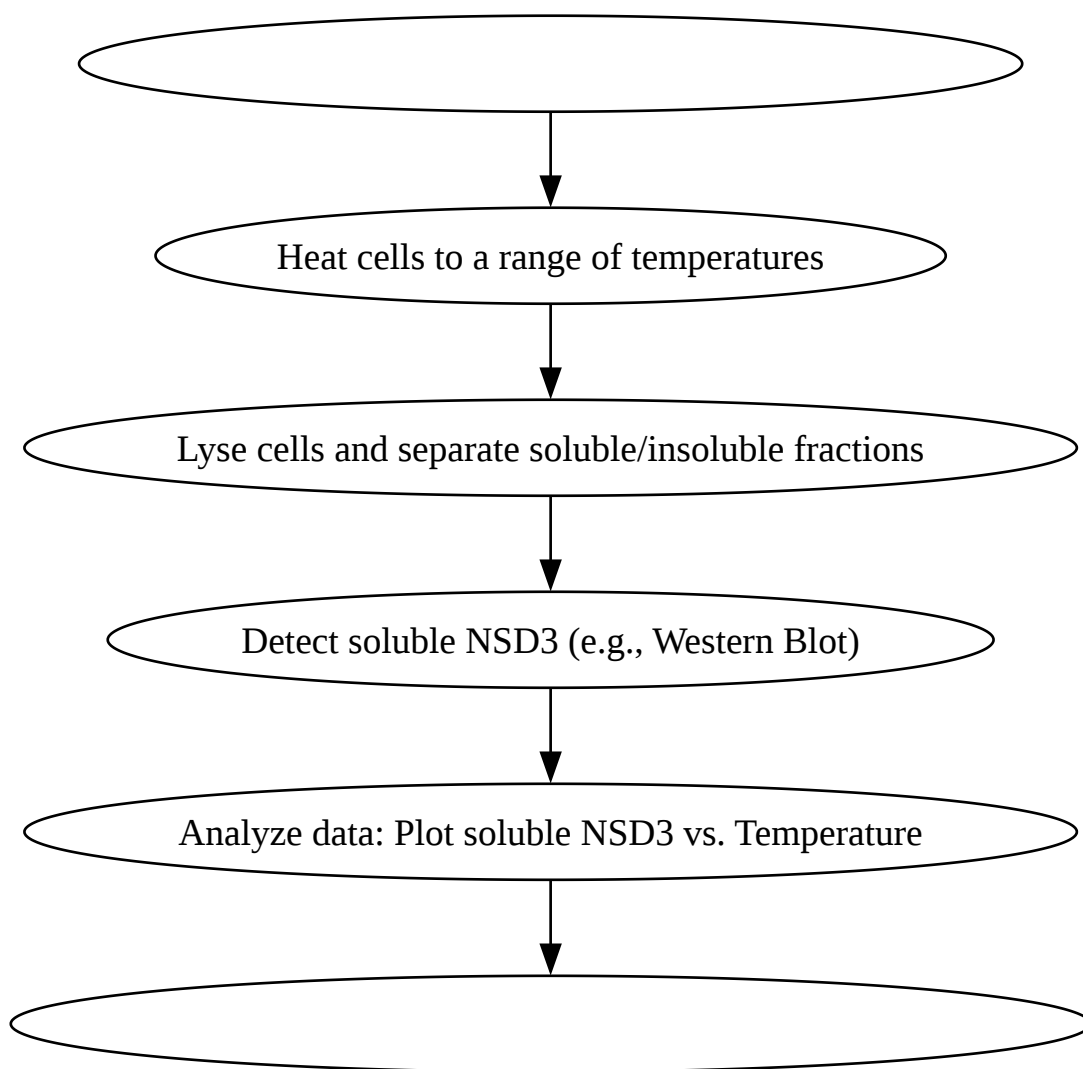 Heat cells to a range of temperatures
Lyse cells and separate soluble/insoluble fractions
Detect soluble NSD3 (e.g., Western Blot)
Analyze data: Plot soluble NSD3 vs. Temperature